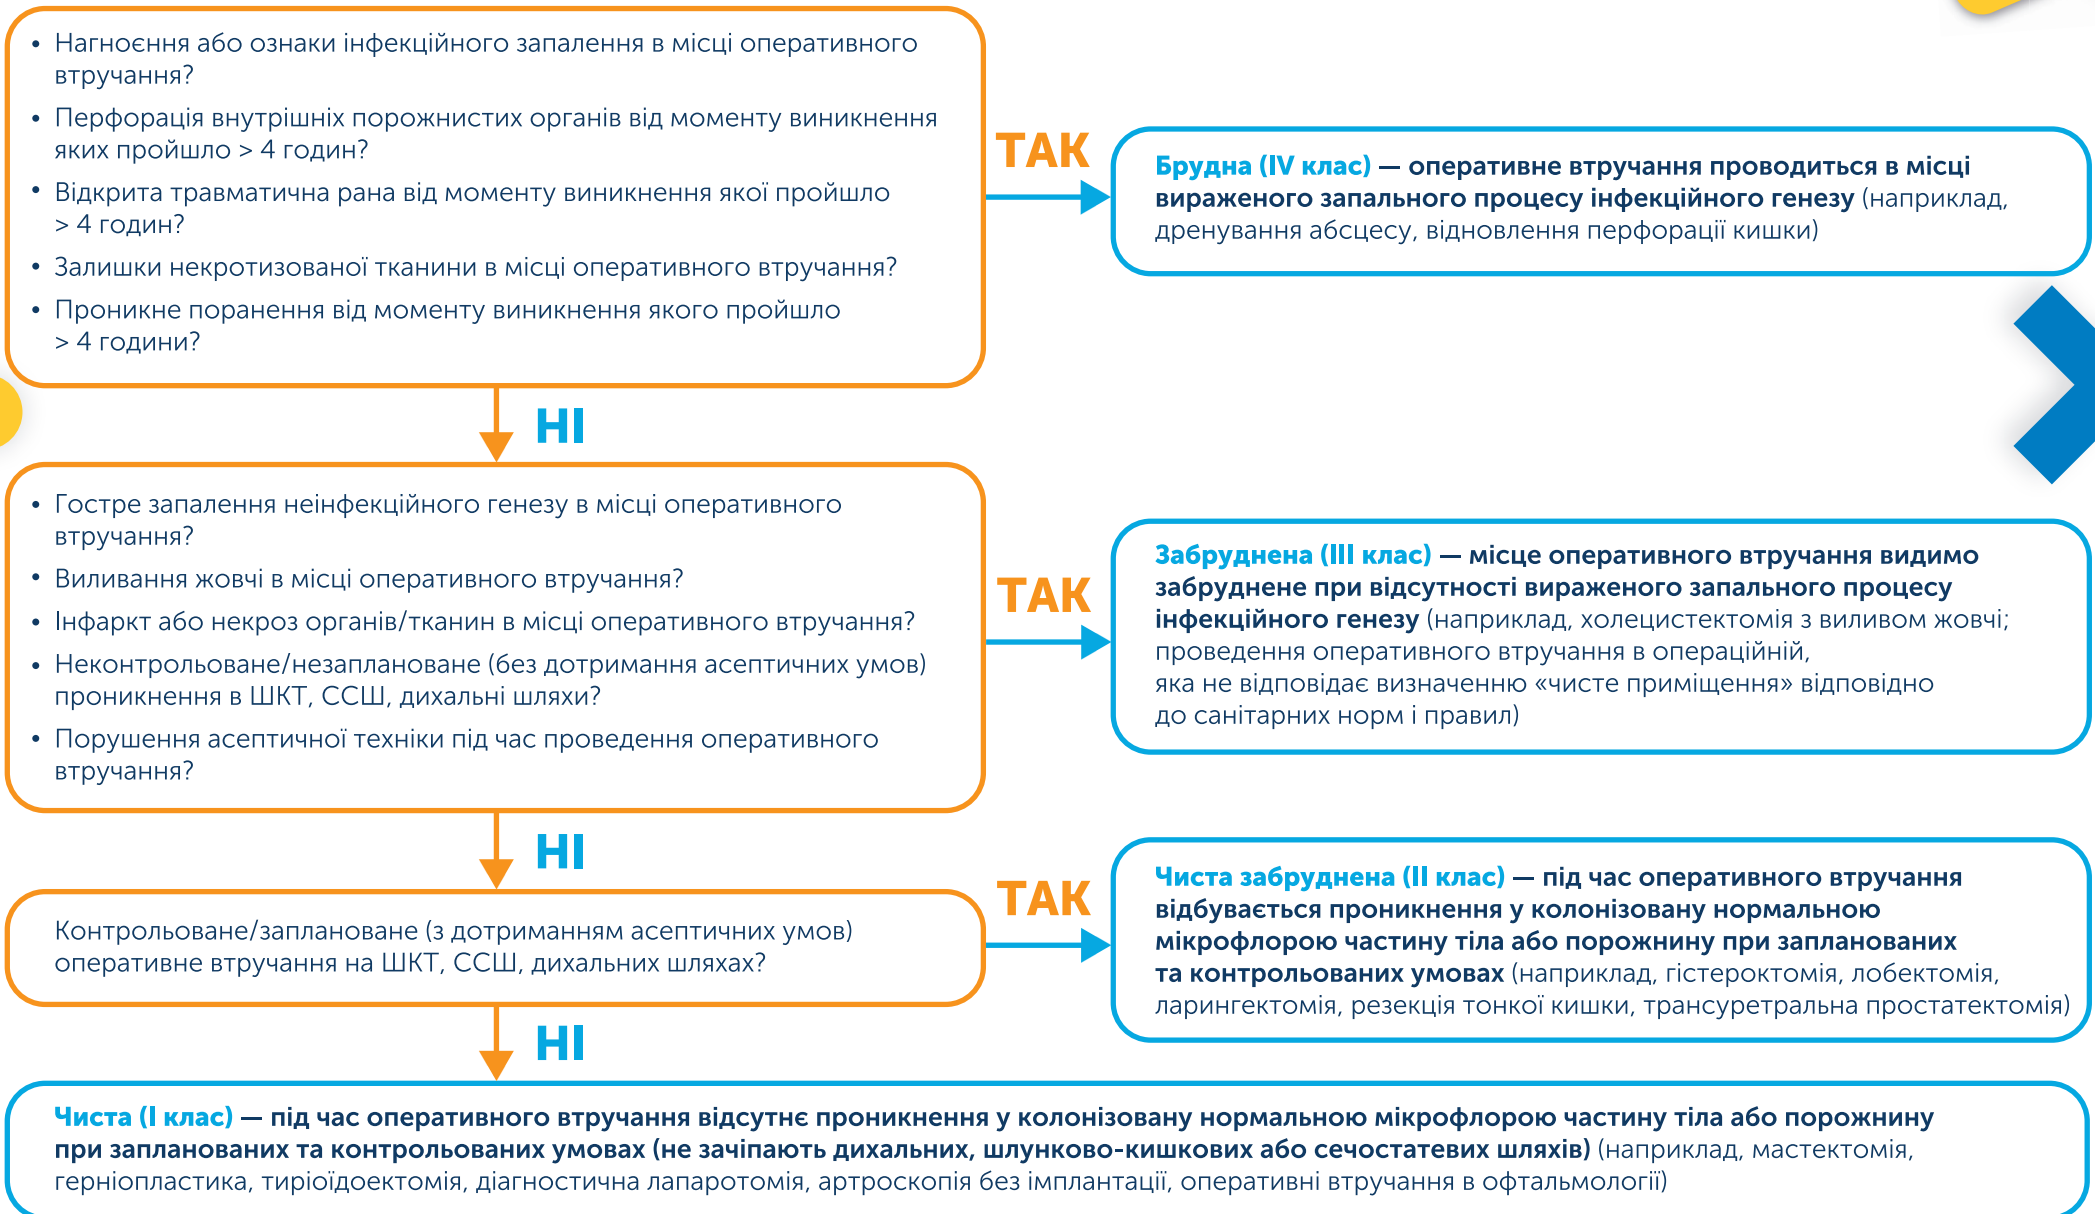 • Нагноєння або ознаки інфекційного запалення в місці оперативного
втручання?
• Перфорація внутрішніх порожнистих органів від моменту виникнення
яких пройшло > 4 годин?
• Відкрита травматична рана від моменту виникнення якої пройшло
> 4 годин?
• Залишки некротизованої тканини в місці оперативного втручання?
• Проникне поранення від моменту виникнення якого пройшло
> 4 години?
ТАК
Брудна (IV клас) — оперативне втручання проводиться в місці
вираженого запального процесу інфекційного генезу (наприклад,
дренування абсцесу, відновлення перфорації кишки)
НІ
• Гостре запалення неінфекційного генезу в місці оперативного
втручання?
• Виливання жовчі в місці оперативного втручання?
• Інфаркт або некроз органів/тканин в місці оперативного втручання?
• Неконтрольоване/незаплановане (без дотримання асептичних умов)
проникнення в ШКТ, ССШ, дихальні шляхи?
• Порушення асептичної техніки під час проведення оперативного
втручання?
ТАК
Забруднена (III клас) — місце оперативного втручання видимо
забруднене при відсутності вираженого запального процесу
інфекційного генезу (наприклад, холецистектомія з виливом жовчі;
проведення оперативного втручання в операційній,
яка не відповідає визначенню «чисте приміщення» відповідно
до санітарних норм і правил)
НІ
Контрольоване/заплановане (з дотриманням асептичних умов)
оперативне втручання на ШКТ, ССШ, дихальних шляхах?
ТАК
Чиста забруднена (II клас) — під час оперативного втручання
відбувається проникнення у колонізовану нормальною
мікрофлорою частину тіла або порожнину при запланованих
та контрольованих умовах (наприклад, гістероктомія, лобектомія,
ларингектомія, резекція тонкої кишки, трансуретральна простатектомія)
НІ
Чиста (I клас) — під час оперативного втручання відсутнє проникнення у колонізовану нормальною мікрофлорою частину тіла або порожнину
при запланованих та контрольованих умовах (не зачіпають дихальних, шлунково-кишкових або сечостатевих шляхів) (наприклад, мастектомія,
герніопластика, тиріоїдоектомія, діагностична лапаротомія, артроскопія без імплантації, оперативні втручання в офтальмології)